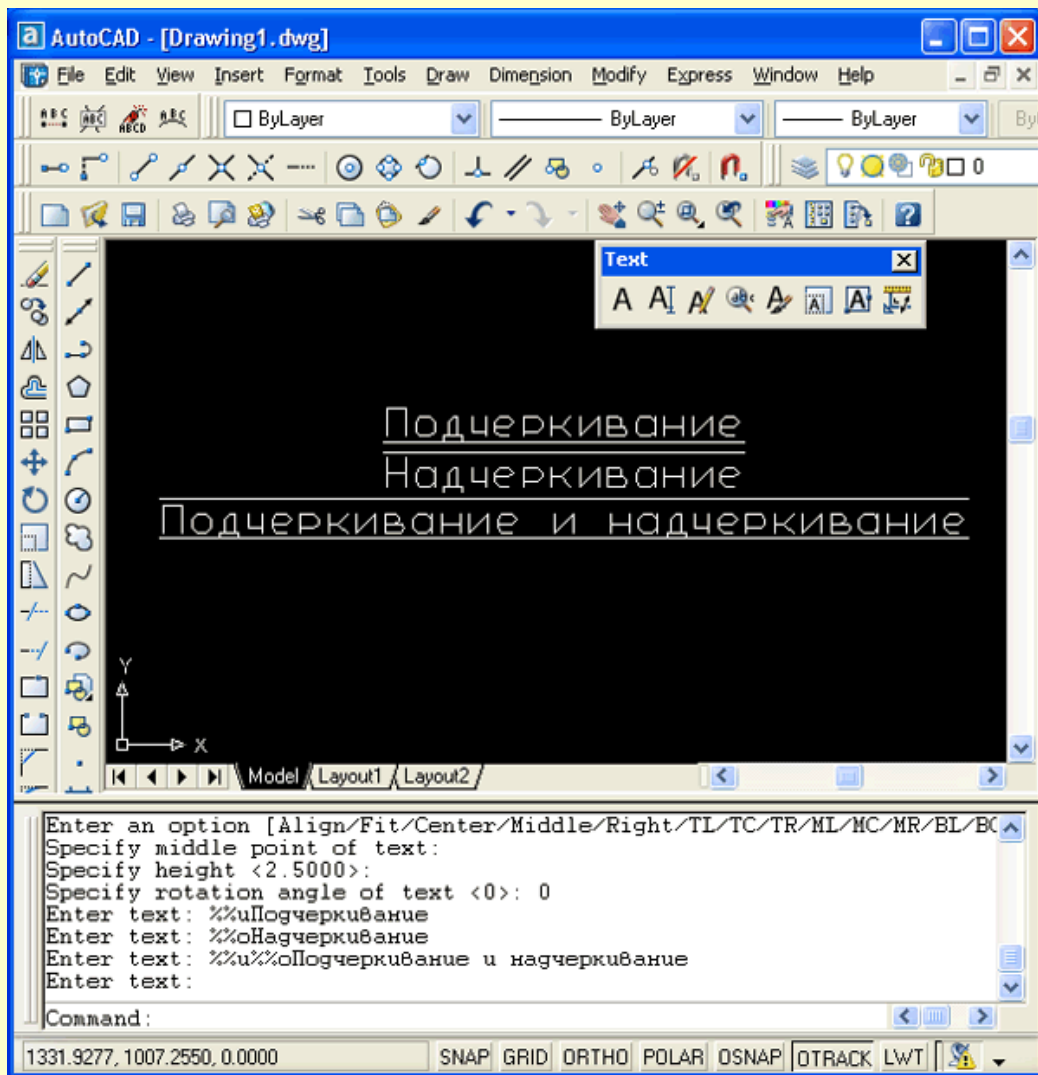 AutoCAD - [Drawing1.dwg]
File Edit View Insert Format Tools Draw Dimension Modify Express Window Help
ByLayer ByLayer ByLayer
0
Text
Подчеркивание
Надчеркивание
Подчеркивание и надчеркивание
Y
X
Model Layout1 Layout2
Enter an option [Align/Fit/Center/Middle/Right/TL/TC/TR/ML/MC/MR/BL/BC
Specify middle point of text:
Specify height <2.5000>:
Specify rotation angle of text <0>: 0
Enter text: %%uПодчеркивание
Enter text: %%oНадчеркивание
Enter text: %%u%%oПодчеркивание и надчеркивание
Enter text:
Command:
1331.9277, 1007.2550, 0.0000 SNAP GRID ORTHO POLAR OSNAP OTRACK LWT